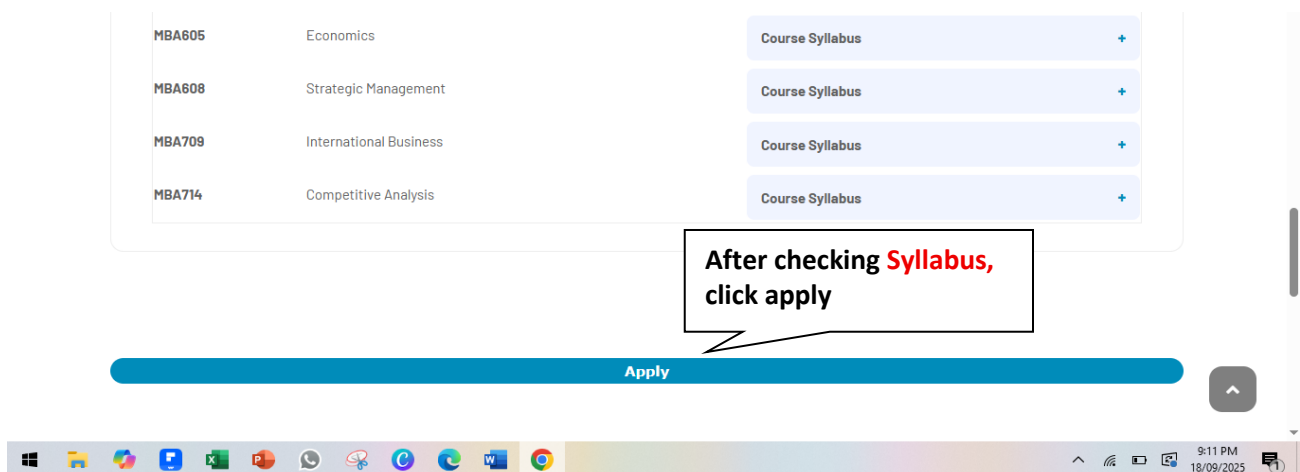 MBA605 Economics Course Syllabus +
MBA608 Strategic Management Course Syllabus +
MBA709 International Business Course Syllabus +
MBA714 Competitive Analysis Course Syllabus +
After checking Syllabus,
click apply
Apply
9:11 PM
18/09/2025